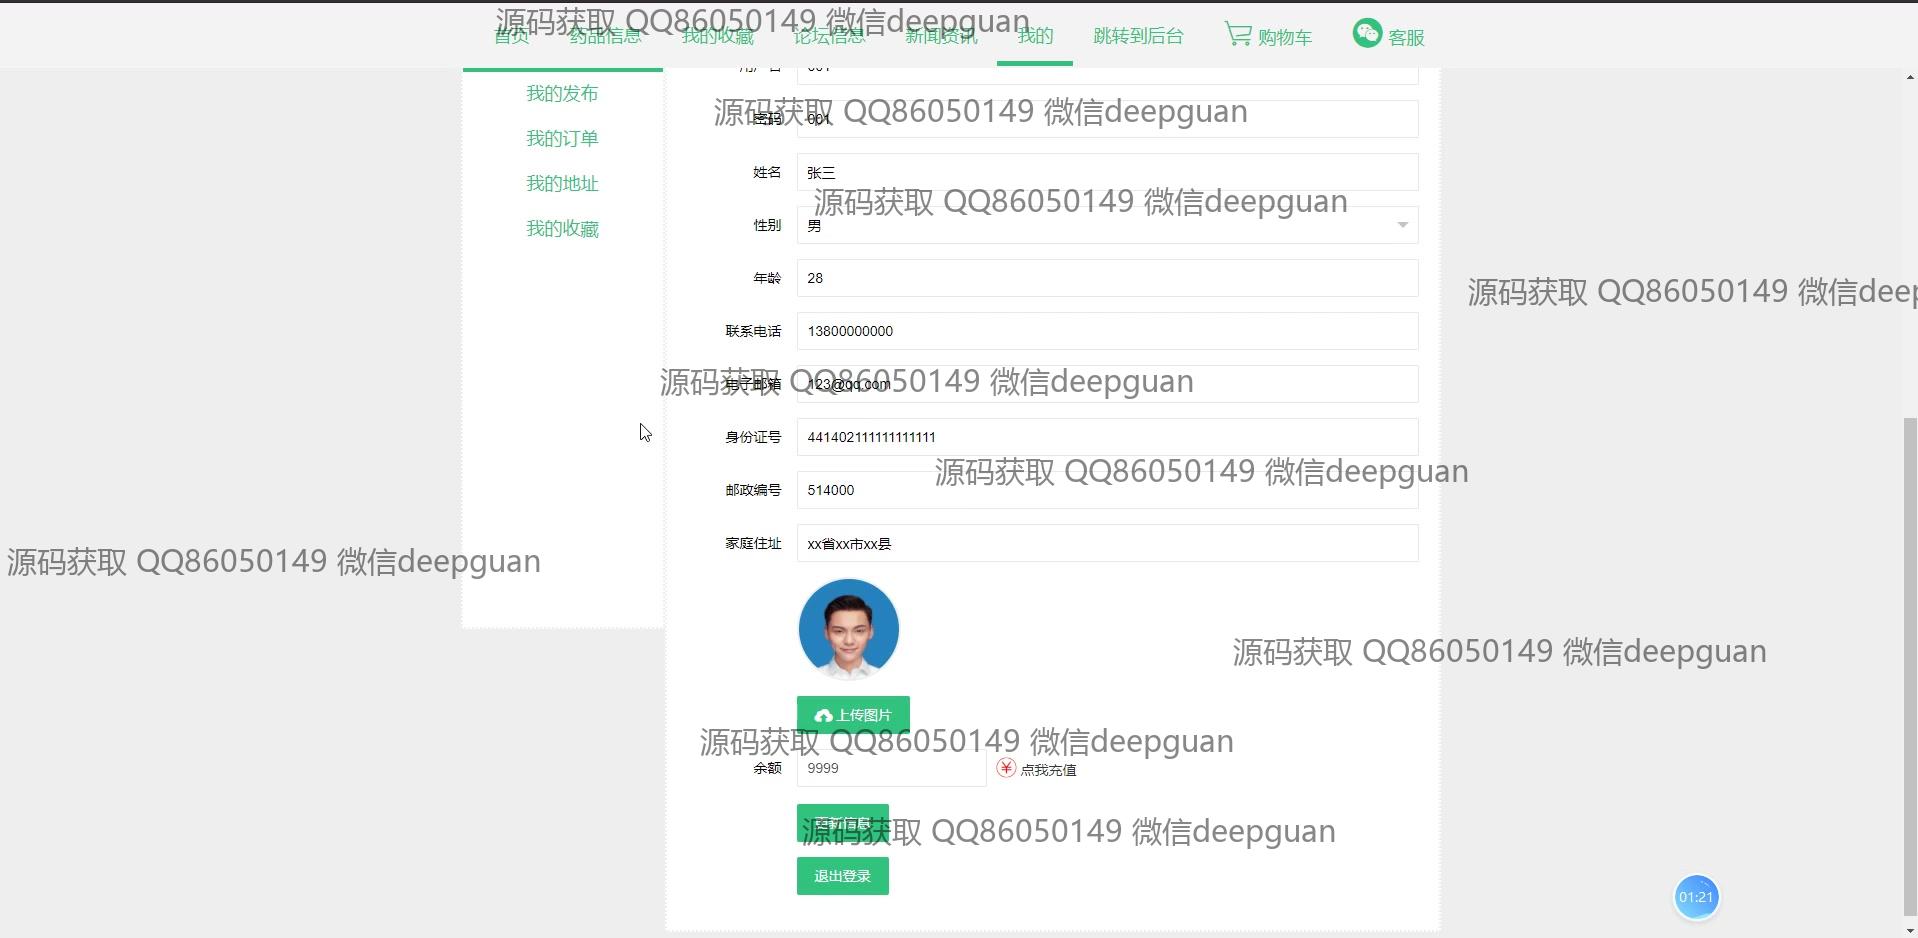 源码获取 QQ86050149 微信deepguan
首页 药品信息 我的收藏 论坛信息 新闻资讯 我的 跳转到后台 购物车 客服
用户名 001
我的发布
源码获取 QQ86050149 微信deepguan
密码 001
我的订单
姓名 张三
我的地址
源码获取 QQ86050149 微信deepguan
性别 男
我的收藏
年龄 28
源码获取 QQ86050149 微信deep
联系电话 13800000000
源码获取 QQ86050149 微信deepguan
电子邮箱 123@qq.com
身份证号 441402111111111111
源码获取 QQ86050149 微信deepguan
邮政编号 514000
家庭住址 xx省xx市xx县
源码获取 QQ86050149 微信deepguan
源码获取 QQ86050149 微信deepguan
上传图片
源码获取 QQ86050149 微信deepguan
余额 9999 点我充值
更新信息
源码获取 QQ86050149 微信deepguan
退出登录
01:21